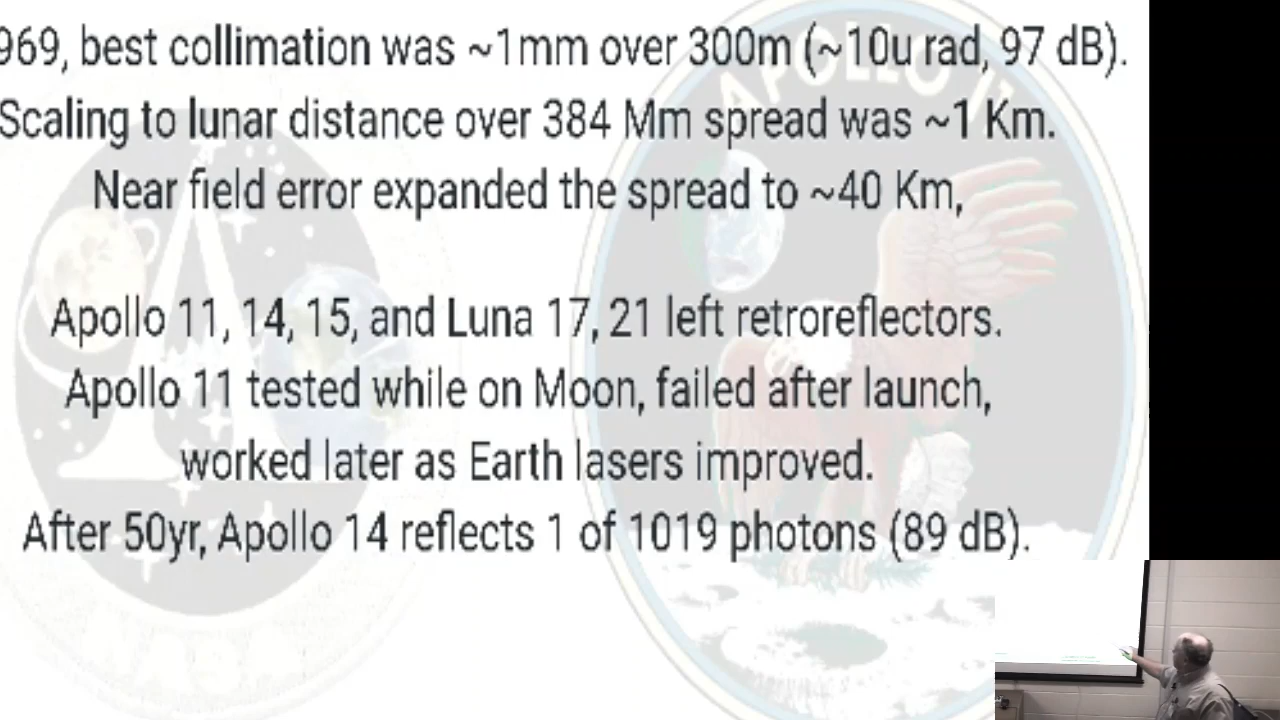 969, best collimation was ~1mm over 300m (~10u rad, 97 dB).
Scaling to lunar distance over 384 Mm spread was ~1 Km.
Near field error expanded the spread to ~40 Km,
Apollo 11, 14, 15, and Luna 17, 21 left retroreflectors.
Apollo 11 tested while on Moon, failed after launch,
worked later as Earth lasers improved.
After 50yr, Apollo 14 reflects 1 of 1019 photons (89 dB).
APOLLO 11